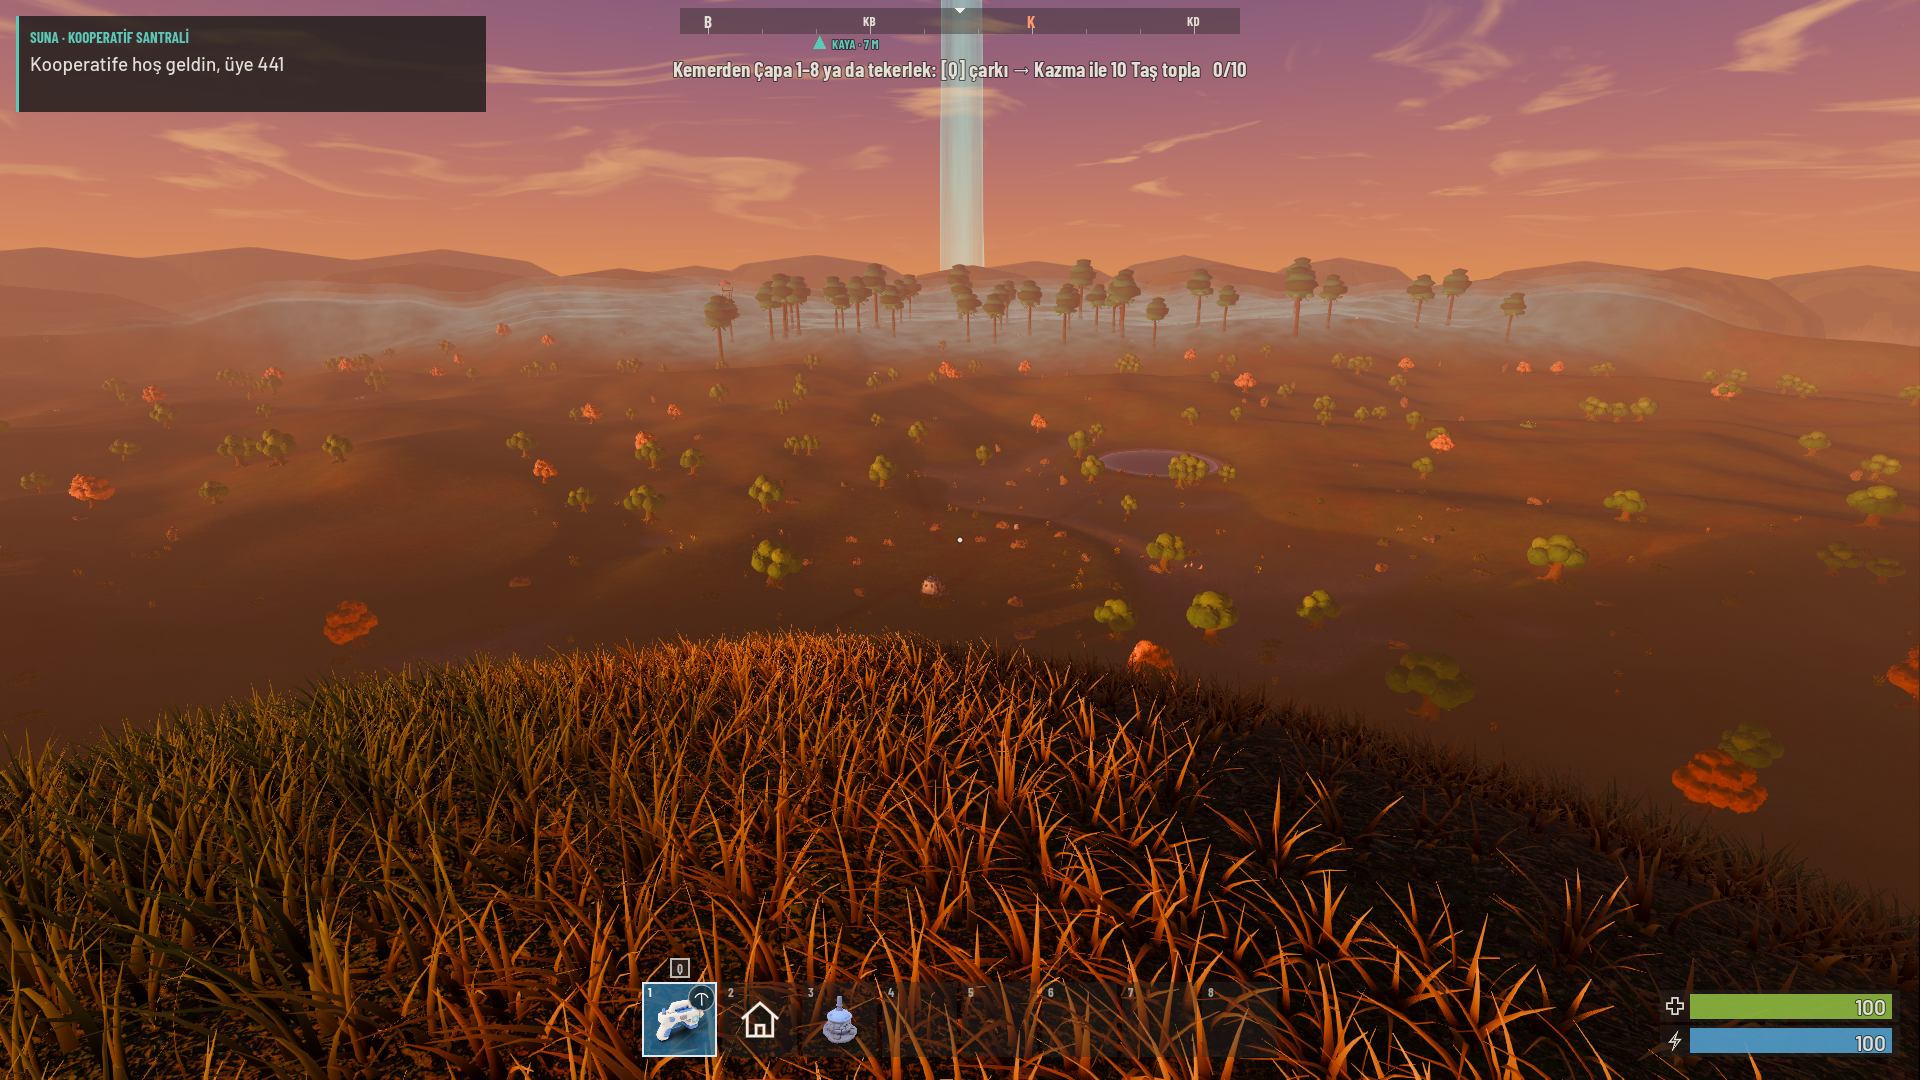 SUNA · KOOPERATİF SANTRALİ
Kooperatife hoş geldin, üye 441
B KB K KD
KAYA · 7 M
Kemerden Çapa 1-8 ya da tekerlek: [Q] çarkı → Kazma ile 10 Taş topla 0/10
Q
1 2 3 4 5 6 7 8
100
100